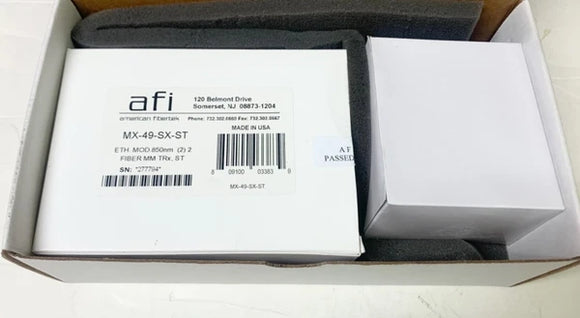 afi
american fibertek
120 Belmont Drive
Somerset, NJ 08873-1204
Phone: 732.302.0660 Fax: 732.302.0667
MX-49-SX-ST
MADE IN USA
ETH. MOD.850nm (2) 2
FIBER MM TRx, ST
SN: "277794"
8 09100 03383 9
MX-49-SX-ST
A F
PASSED